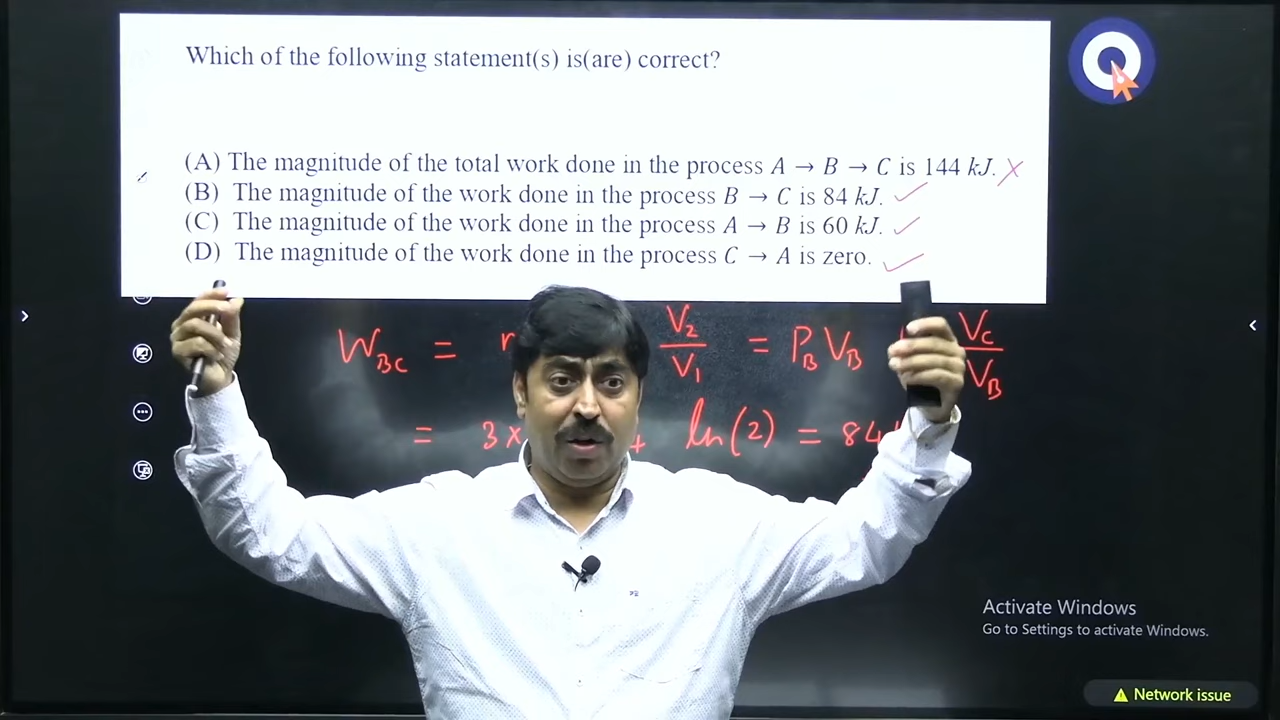 Which of the following statement(s) is(are) correct?
(A) The magnitude of the total work done in the process A → B → C is 144 kJ. ✗
(B) The magnitude of the work done in the process B → C is 84 kJ. ✓
(C) The magnitude of the work done in the process A → B is 60 kJ. ✓
(D) The magnitude of the work done in the process C → A is zero. ✓
W_BC = V₂/V₁ = P_B V_B V_C/V_B
= 3× ln(2) = 84
Activate Windows
Go to Settings to activate Windows.
Network issue